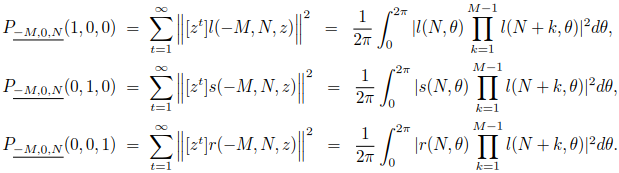 $P_{\underline{-M,0,N}}(1,0,0) = \sum_{t=1}^{\infty} \left\| [z^t] l(-M,N,z) \right\|^2 = \frac{1}{2\pi} \int_0^{2\pi} |l(N,\theta) \prod_{k=1}^{M-1} l(N+k,\theta)|^2 d\theta,$
$P_{\underline{-M,0,N}}(0,1,0) = \sum_{t=1}^{\infty} \left\| [z^t] s(-M,N,z) \right\|^2 = \frac{1}{2\pi} \int_0^{2\pi} |s(N,\theta) \prod_{k=1}^{M-1} l(N+k,\theta)|^2 d\theta,$
$P_{\underline{-M,0,N}}(0,0,1) = \sum_{t=1}^{\infty} \left\| [z^t] r(-M,N,z) \right\|^2 = \frac{1}{2\pi} \int_0^{2\pi} |r(N,\theta) \prod_{k=1}^{M-1} l(N+k,\theta)|^2 d\theta.$